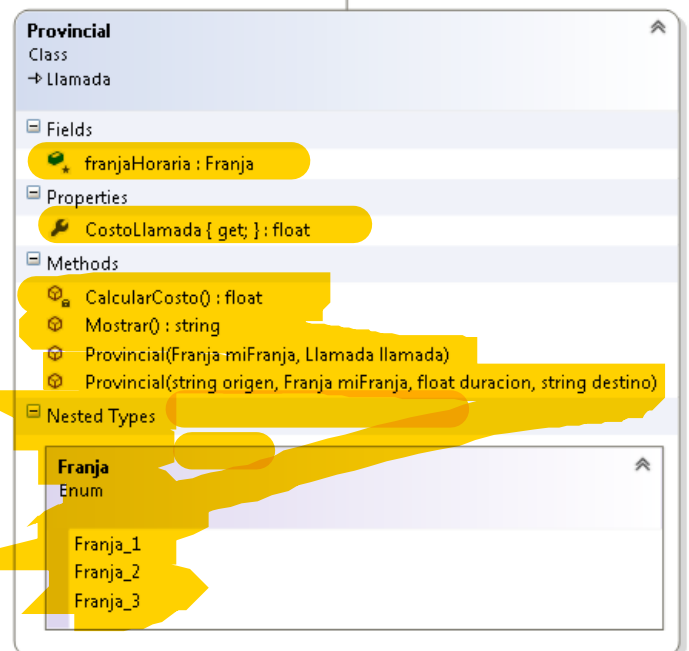 Provincial
Class
Llamada
Fields
franjaHoraria : Franja
Properties
CostoLlamada { get; } : float
Methods
CalcularCosto() : float
Mostrar() : string
Provincial(Franja miFranja, Llamada llamada)
Provincial(string origen, Franja miFranja, float duracion, string destino)
Nested Types
Franja
Enum
Franja_1
Franja_2
Franja_3